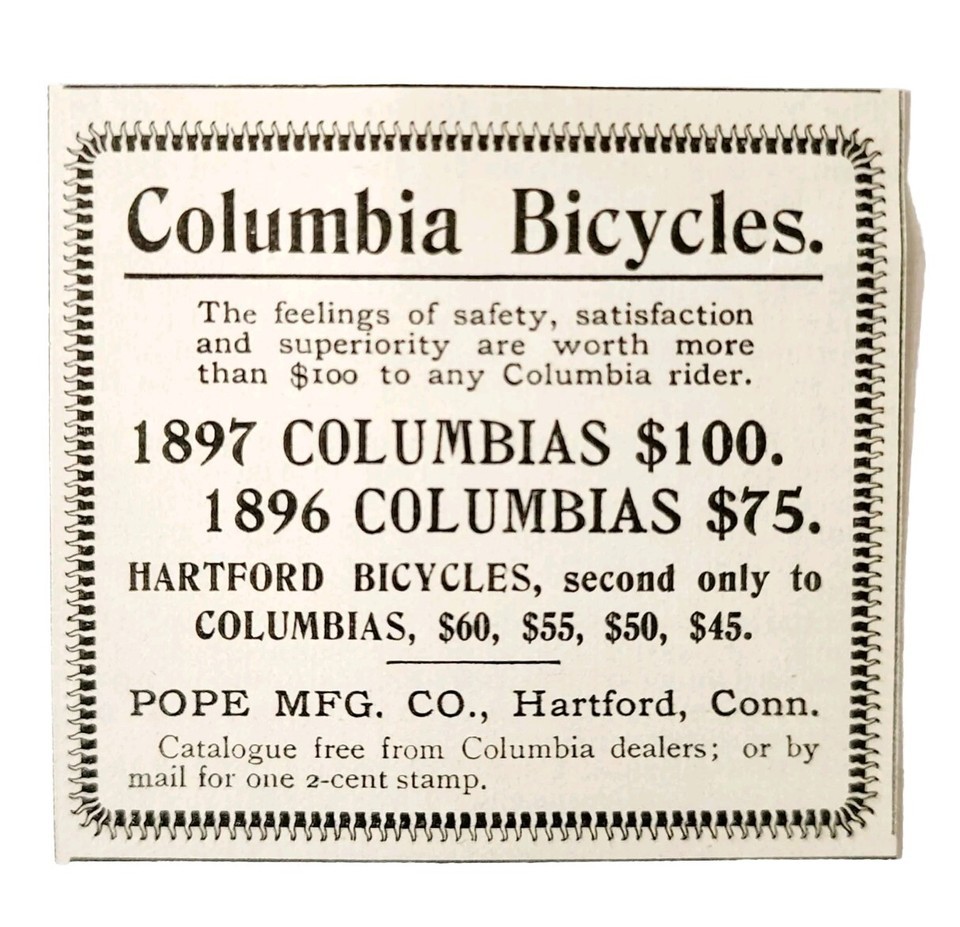 Columbia Bicycles.
The feelings of safety, satisfaction
and superiority are worth more
than $100 to any Columbia rider.
1897 COLUMBIAS $100.
1896 COLUMBIAS $75.
HARTFORD BICYCLES, second only to
COLUMBIAS, $60, $55, $50, $45.
POPE MFG. CO., Hartford, Conn.
Catalogue free from Columbia dealers; or by
mail for one 2-cent stamp.